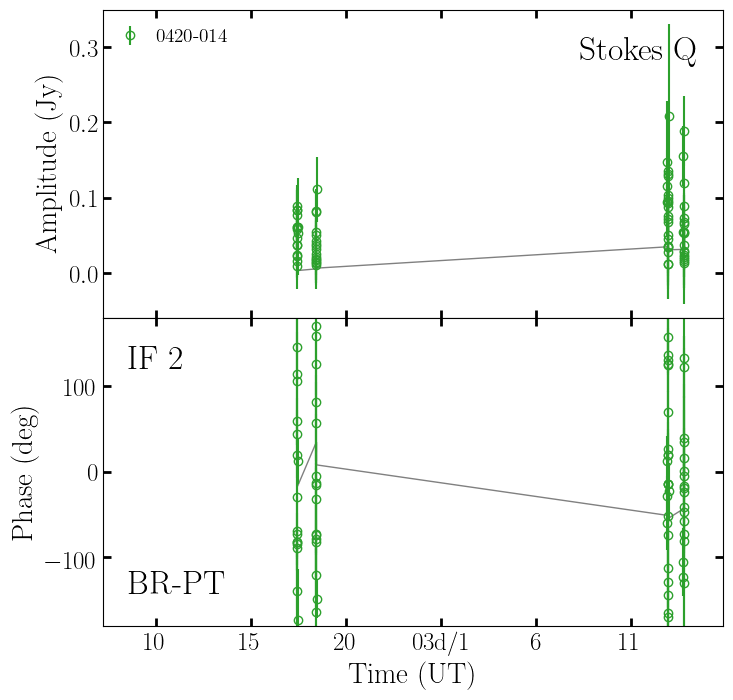 0420-014
Stokes Q
0.3
0.2
0.1
0.0
Amplitude (Jy)
IF 2
100
0
−100
Phase (deg)
BR-PT
10 15 20 03d/1 6 11
Time (UT)